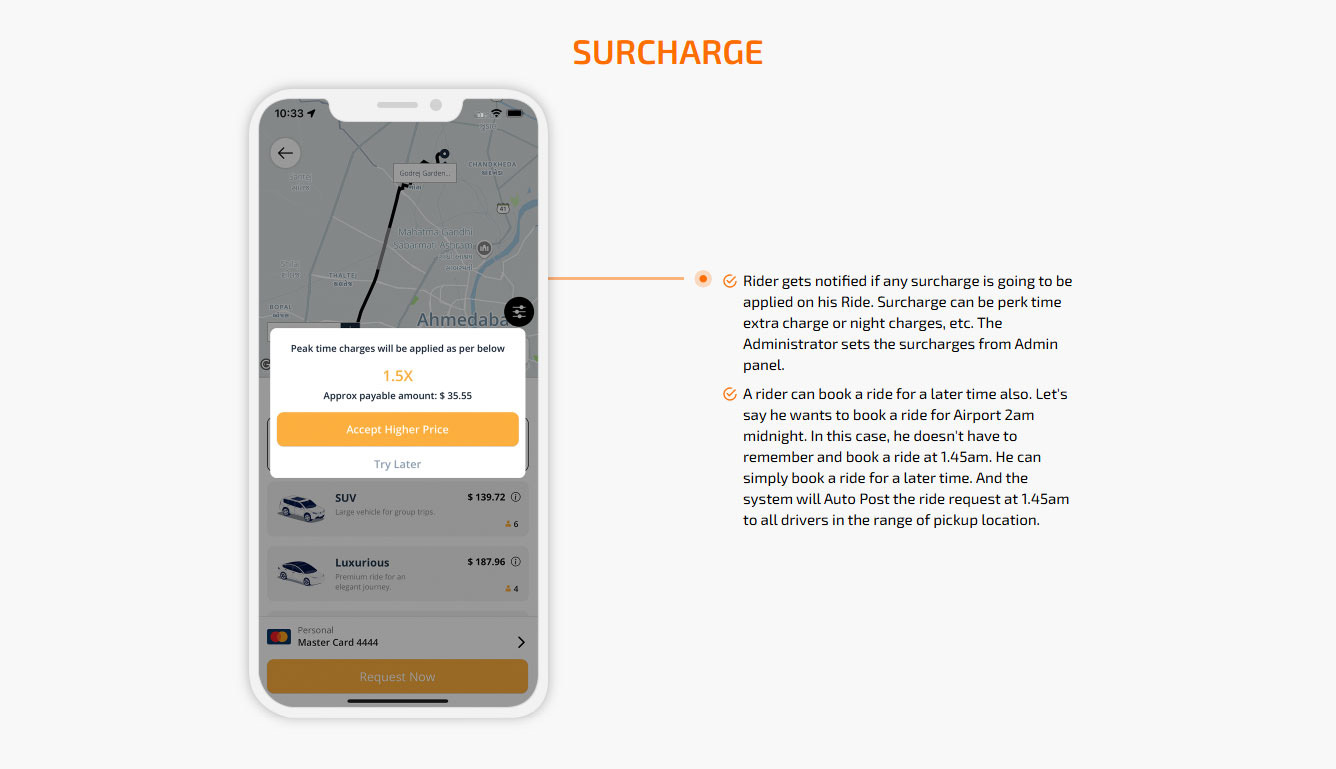 SURCHARGE
10:33
CHANDKHEDA
Godrej Garden...
41
Mahatma Gandhi
Sabarmati Ashram
THALTEJ
BOPAL
Ahmedaba
Peak time charges will be applied as per below
1.5X
Approx payable amount: $ 35.55
Accept Higher Price
Try Later
SUV
$ 139.72
Large vehicle for group trips.
6
Luxurious
$ 187.96
Premium ride for an
elegant journey.
4
Personal
Master Card 4444
Request Now
Rider gets notified if any surcharge is going to be
applied on his Ride. Surcharge can be perk time
extra charge or night charges, etc. The
Administrator sets the surcharges from Admin
panel.
A rider can book a ride for a later time also. Let's
say he wants to book a ride for Airport 2am
midnight. In this case, he doesn't have to
remember and book a ride at 1.45am. He can
simply book a ride for a later time. And the
system will Auto Post the ride request at 1.45am
to all drivers in the range of pickup location.